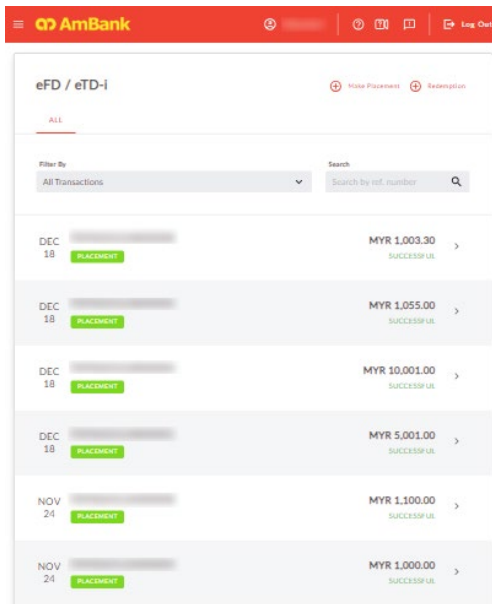 AmBank
Log Out
eFD / eTD-i
Make Placement
Redemption
ALL
Filter By
Search
All Transactions
Search by ref. number
DEC
18
PLACEMENT
MYR 1,003.30
SUCCESSFUL
DEC
18
PLACEMENT
MYR 1,055.00
SUCCESSFUL
DEC
18
PLACEMENT
MYR 10,001.00
SUCCESSFUL
DEC
18
PLACEMENT
MYR 5,001.00
SUCCESSFUL
NOV
24
PLACEMENT
MYR 1,100.00
SUCCESSFUL
NOV
24
PLACEMENT
MYR 1,000.00
SUCCESSFUL